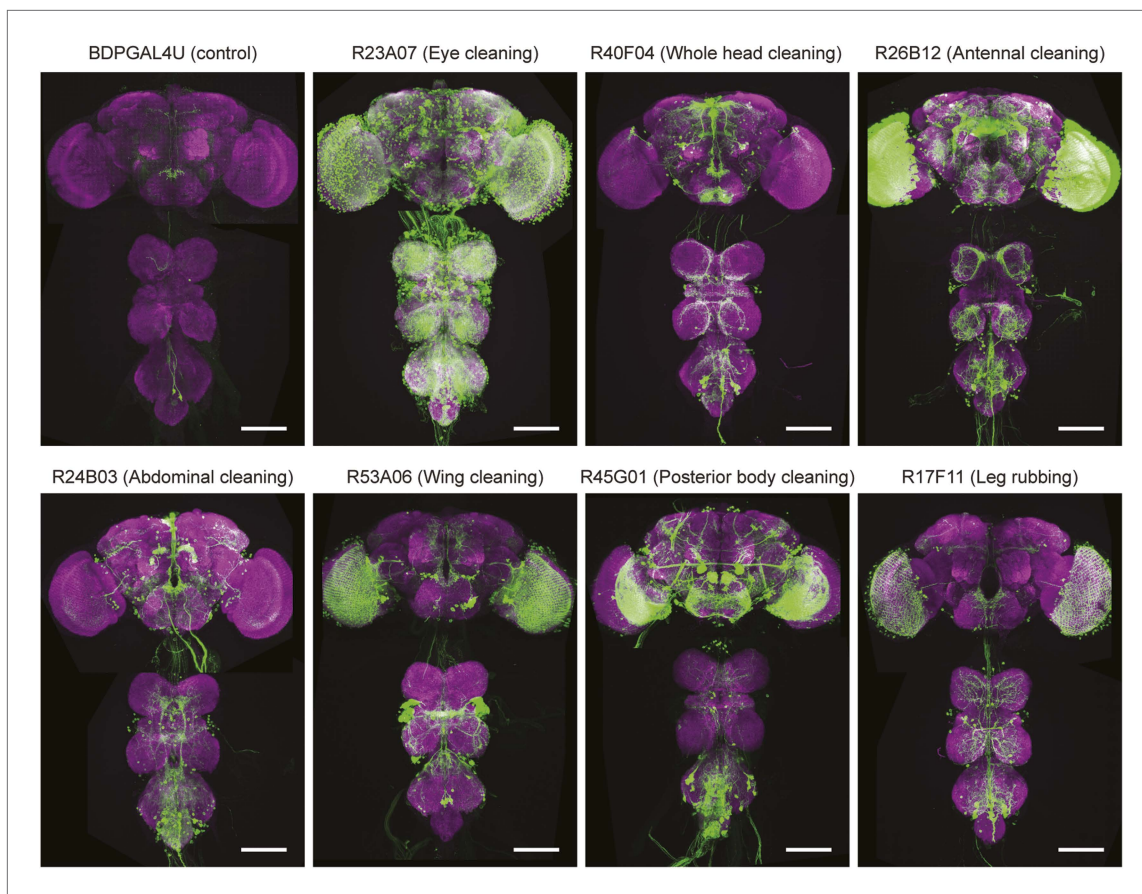 BDPGAL4U (control)
R23A07 (Eye cleaning)
R40F04 (Whole head cleaning)
R26B12 (Antennal cleaning)
R24B03 (Abdominal cleaning)
R53A06 (Wing cleaning)
R45G01 (Posterior body cleaning)
R17F11 (Leg rubbing)